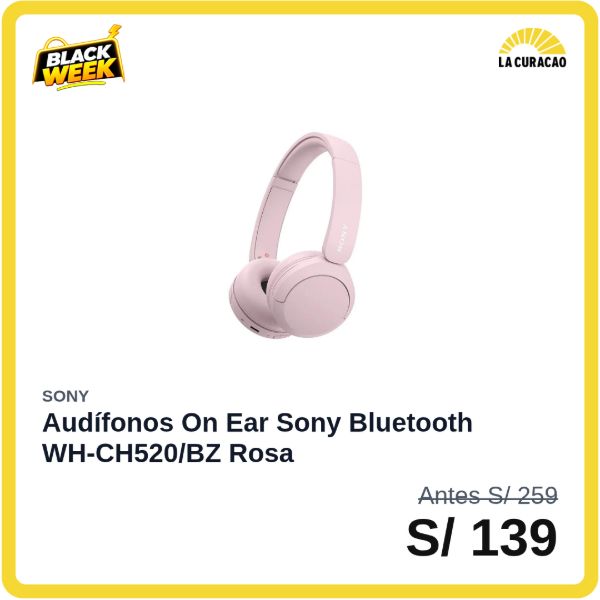 BLACK
WEEK
LA CURACAO
SONY
SONY
Audífonos On Ear Sony Bluetooth
WH-CH520/BZ Rosa
Antes S/ 259
S/ 139